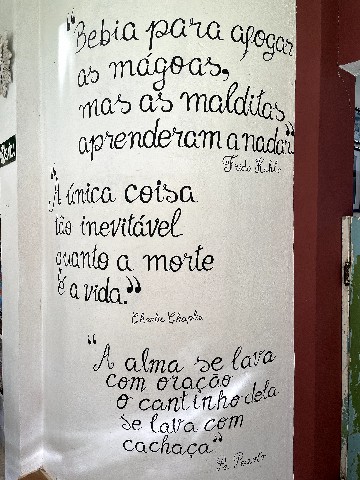 "Bebia para afogar
as mágoas,
mas as malditas
aprenderam a nadar"
Frida Kahlo
"A única coisa
tão inevitável
quanto a morte
é a vida."
Charlie Chaplin
"A alma se lava
com oração
o cantinho dela
se lava com
cachaça"